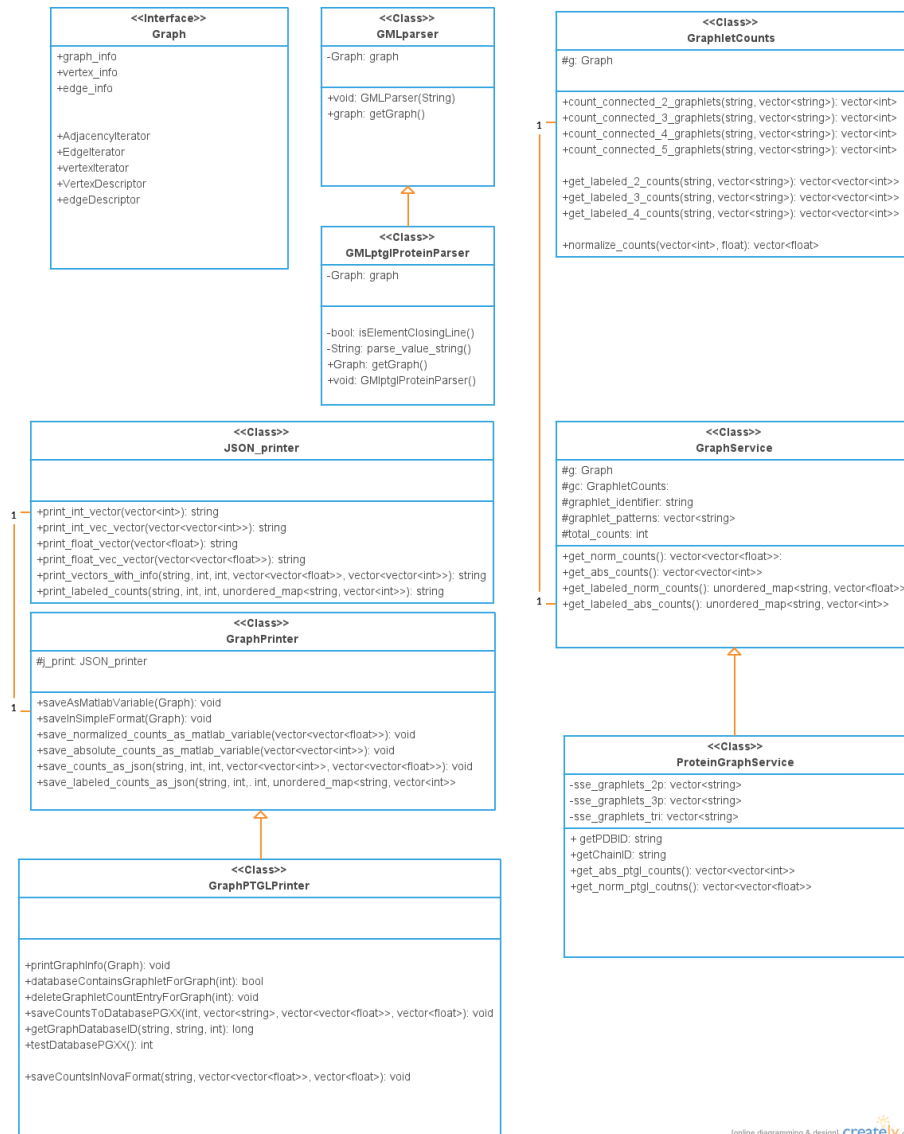 <<Interface>>
Graph
+graph_info
+vertex_info
+edge_info
+AdjacencyIterator
+EdgeIterator
+vertexIterator
+VertexDescriptor
+edgeDescriptor
<<Class>>
GMLparser
-Graph: graph
+void: GMLParser(String)
+graph: getGraph()
<<Class>>
GMLptglProteinParser
-Graph: graph
-bool: isElementClosingLine()
-String: parse_value_string()
+Graph: getGraph()
+void: GMlptglProteinParser()
<<Class>>
GraphletCounts
#g: Graph
+count_connected_2_graphlets(string, vector<string>): vector<int>
+count_connected_3_graphlets(string, vector<string>): vector<int>
+count_connected_4_graphlets(string, vector<string>): vector<int>
+count_connected_5_graphlets(string, vector<string>): vector<int>
+get_labeled_2_counts(string, vector<string>): vector<vector<int>>
+get_labeled_3_counts(string, vector<string>): vector<vector<int>>
+get_labeled_4_counts(string, vector<string>): vector<vector<int>>
+normalize_counts(vector<int>, float): vector<float>
1
1
<<Class>>
GraphService
#g: Graph
#gc: GraphletCounts:
#graphlet_identifier: string
#graphlet_patterns: vector<string>
#total_counts: int
+get_norm_counts(): vector<vector<float>>:
+get_abs_counts(): vector<vector<int>>
+get_labeled_norm_counts(): unordered_map<string, vector<float>>
+get_labeled_abs_counts(): unordered_map<string, vector<int>>
<<Class>>
JSON_printer
+print_int_vector(vector<int>): string
+print_int_vec_vector(vector<vector<int>>): string
+print_float_vector(vector<float>): string
+print_float_vec_vector(vector<vector<float>>): string
+print_vectors_with_info(string, int, int, vector<vector<float>>, vector<vector<int>>): string
+print_labeled_counts(string, int, int, unordered_map<string, vector<int>>): string
1
1
<<Class>>
GraphPrinter
#j_print: JSON_printer
+saveAsMatlabVariable(Graph): void
+saveInSimpleFormat(Graph): void
+save_normalized_counts_as_matlab_variable(vector<vector<float>>): void
+save_absolute_counts_as_matlab_variable(vector<vector<int>>): void
+save_counts_as_json(string, int, int, vector<vector<int>>, vector<vector<float>>): void
+save_labeled_counts_as_json(string, int,. int, unordered_map<string, vector<int>>
<<Class>>
ProteinGraphService
-sse_graphlets_2p: vector<string>
-sse_graphlets_3p: vector<string>
-sse_graphlets_tri: vector<string>
+ getPDBID: string
+getChainID: string
+get_abs_ptgl_counts(): vector<vector<int>>
+get_norm_ptgl_coutns(): vector<vector<float>>
<<Class>>
GraphPTGLPrinter
+printGraphInfo(Graph): void
+databaseContainsGraphletForGraph(int): bool
+deleteGraphletCountEntryForGraph(int): void
+saveCountsToDatabasePGXX(int, vector<string>, vector<vector<float>>, vector<float>): void
+getGraphDatabaseID(string, string, int): long
+testDatabasePGXX(): int
+saveCountsInNovaFormat(string, vector<vector<float>>, vector<float>): void
[online diagramming & design] creately